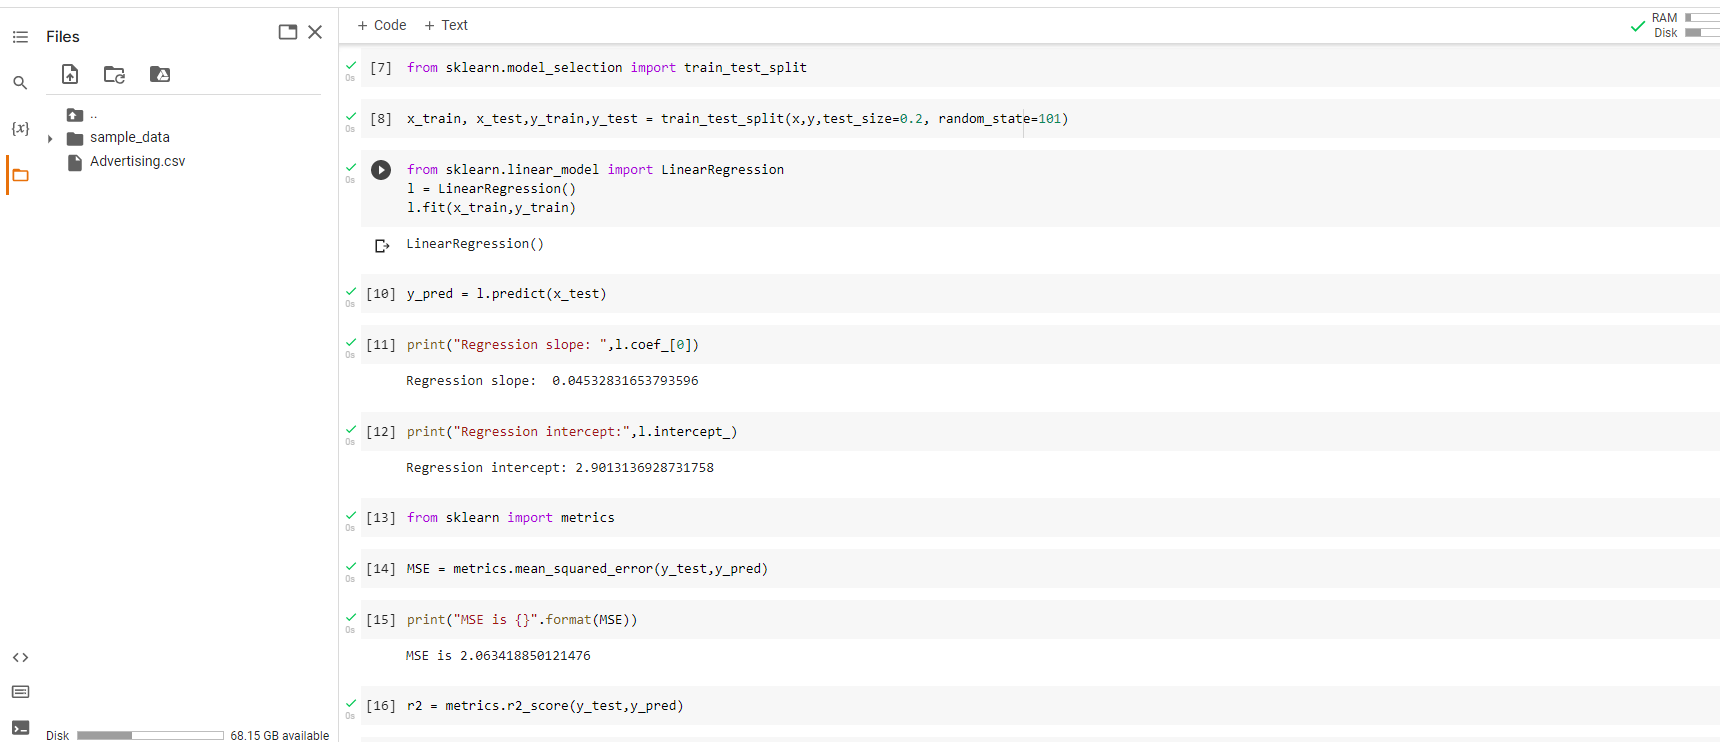 Files
..
sample_data
Advertising.csv
{x}
Disk
68.15 GB available
+ Code + Text
RAM
Disk
0s
[7] from sklearn.model_selection import train_test_split
0s
[8] x_train, x_test,y_train,y_test = train_test_split(x,y,test_size=0.2, random_state=101)
0s
from sklearn.linear_model import LinearRegression
l = LinearRegression()
l.fit(x_train,y_train)
LinearRegression()
0s
[10] y_pred = l.predict(x_test)
0s
[11] print("Regression slope: ",l.coef_[0])
Regression slope:  0.04532831653793596
0s
[12] print("Regression intercept:",l.intercept_)
Regression intercept: 2.9013136928731758
0s
[13] from sklearn import metrics
0s
[14] MSE = metrics.mean_squared_error(y_test,y_pred)
0s
[15] print("MSE is {}".format(MSE))
MSE is 2.063418850121476
0s
[16] r2 = metrics.r2_score(y_test,y_pred)